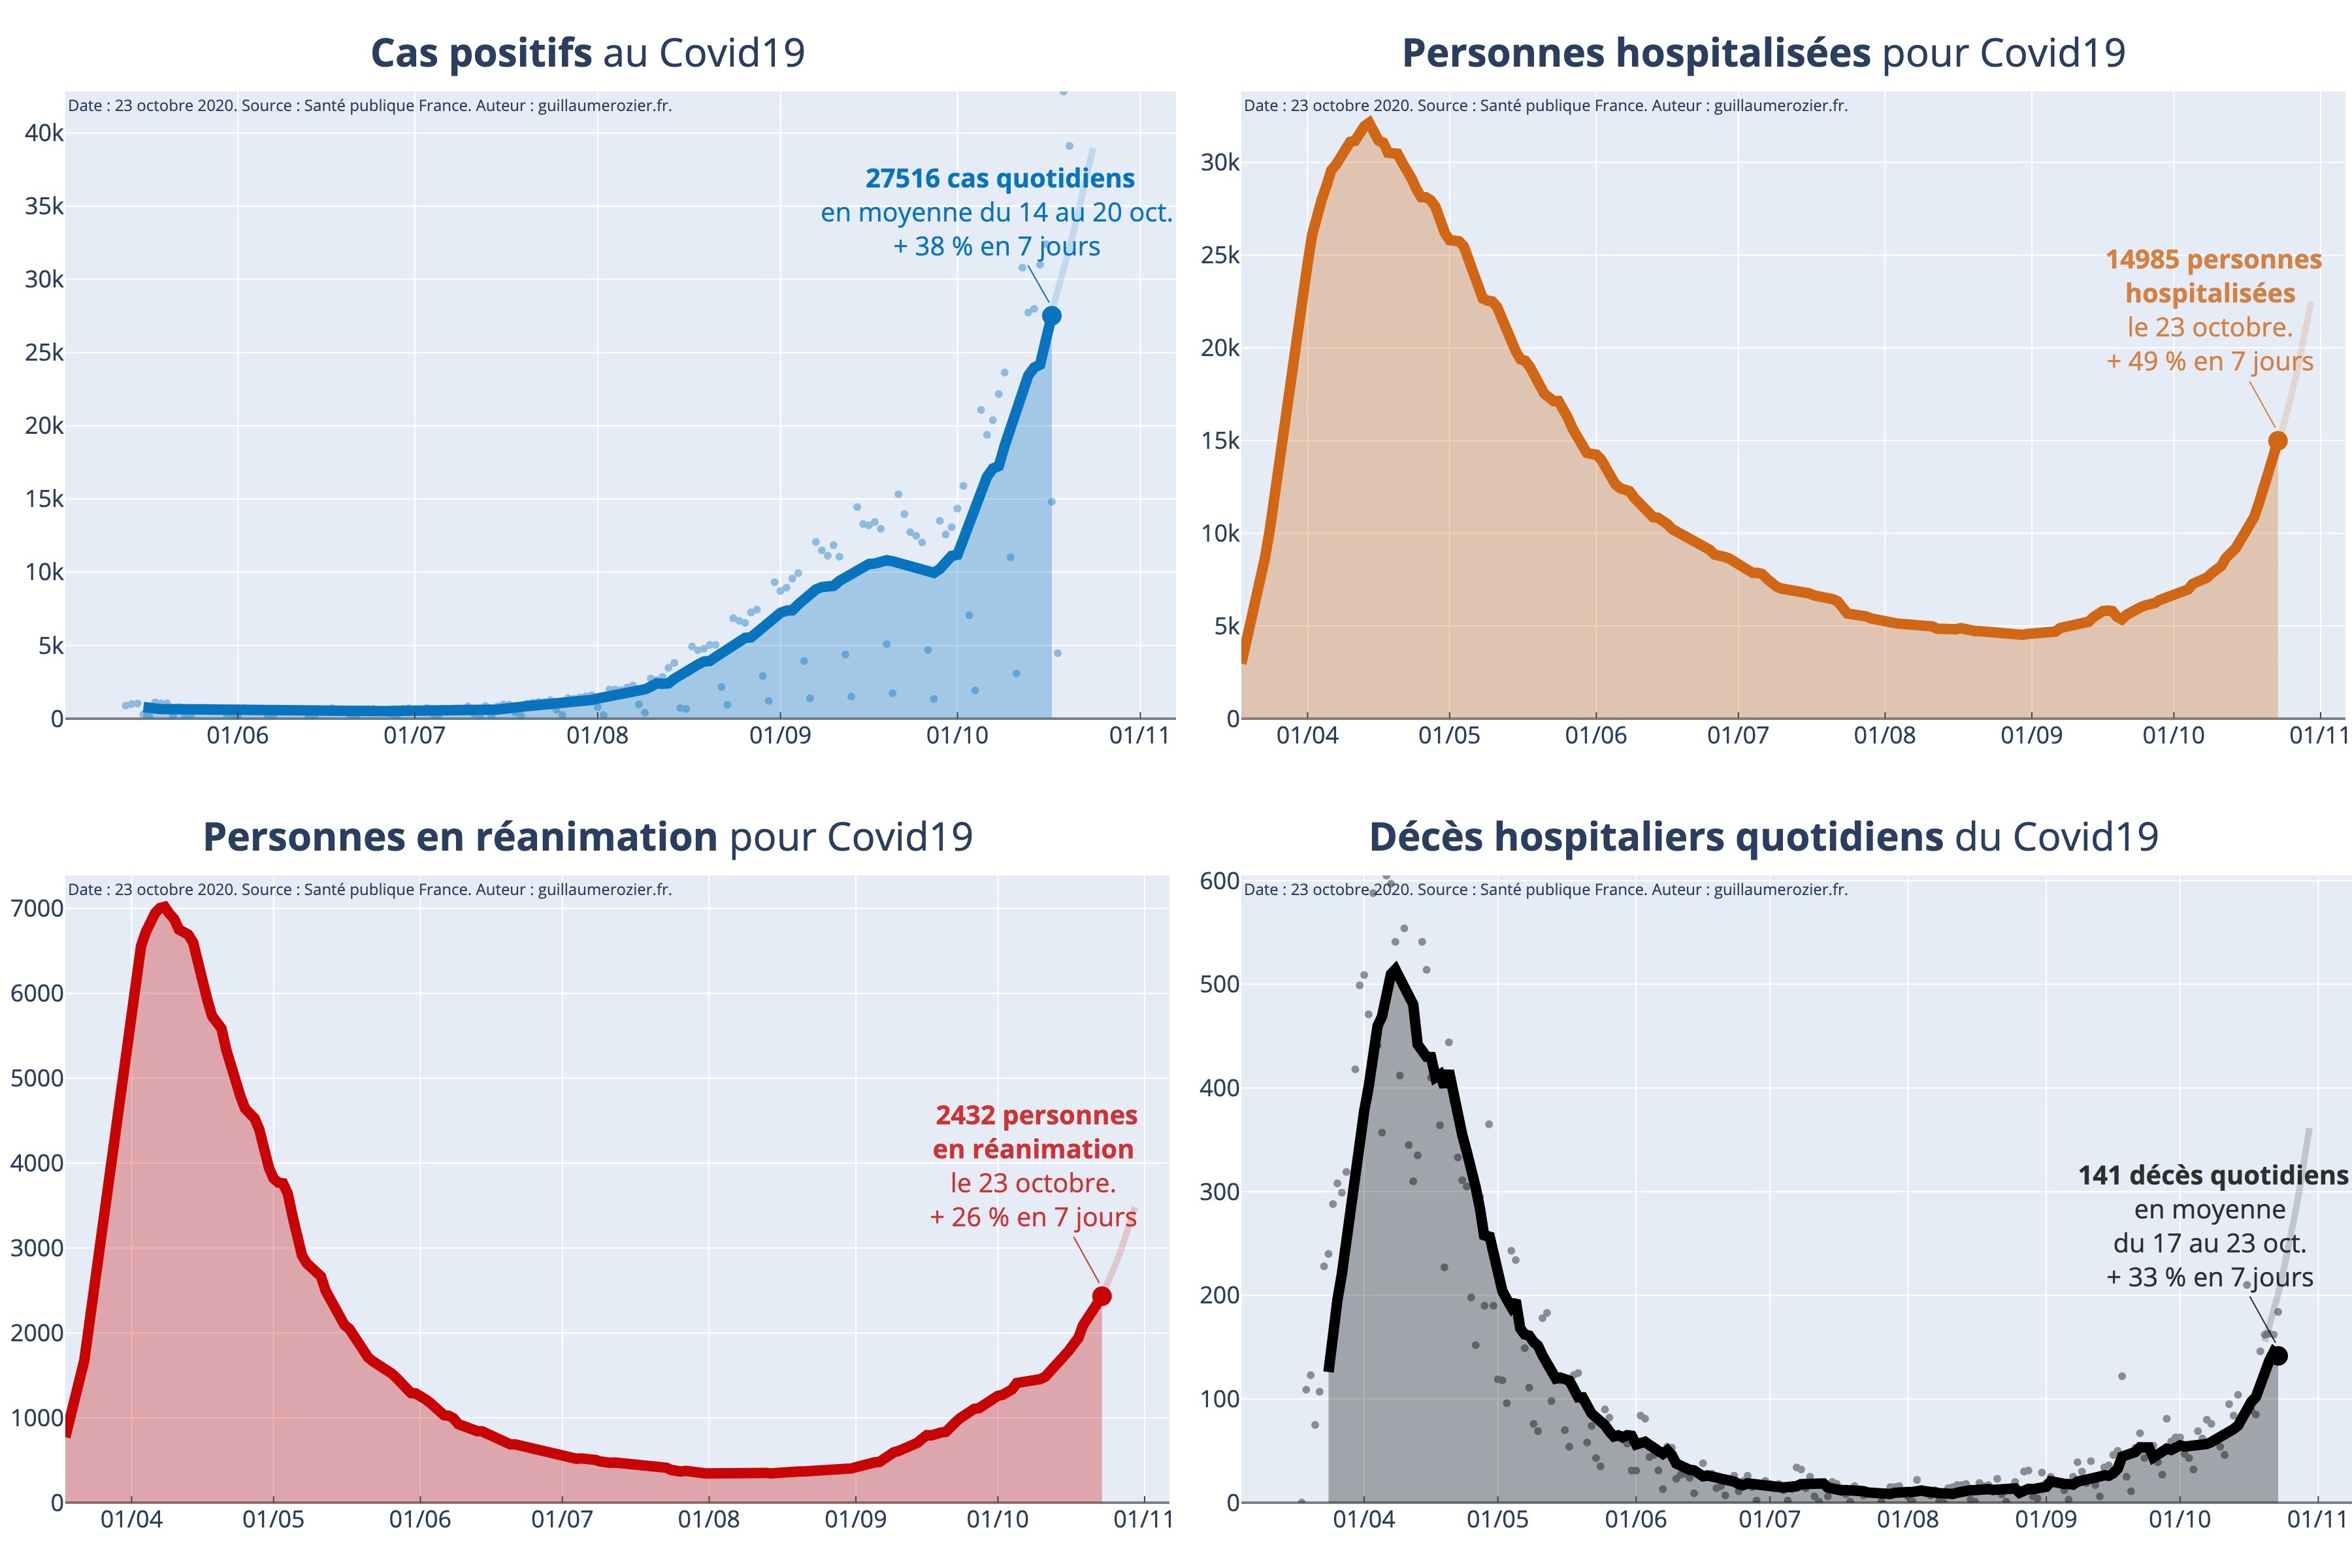 Cas positifs au Covid19
Date : 23 octobre 2020. Source : Santé publique France. Auteur : guillaumerozier.fr.
40k
35k
30k
25k
20k
15k
10k
5k
0
27516 cas quotidiens
en moyenne du 14 au 20 oct.
+ 38 % en 7 jours
01/06 01/07 01/08 01/09 01/10 01/11
Personnes hospitalisées pour Covid19
Date : 23 octobre 2020. Source : Santé publique France. Auteur : guillaumerozier.fr.
30k
25k
20k
15k
10k
5k
0
14985 personnes
hospitalisées
le 23 octobre.
+ 49 % en 7 jours
01/04 01/05 01/06 01/07 01/08 01/09 01/10 01/11
Personnes en réanimation pour Covid19
Date : 23 octobre 2020. Source : Santé publique France. Auteur : guillaumerozier.fr.
7000
6000
5000
4000
3000
2000
1000
0
2432 personnes
en réanimation
le 23 octobre.
+ 26 % en 7 jours
01/04 01/05 01/06 01/07 01/08 01/09 01/10 01/11
Décès hospitaliers quotidiens du Covid19
Date : 23 octobre 2020. Source : Santé publique France. Auteur : guillaumerozier.fr.
600
500
400
300
200
100
0
141 décès quotidiens
en moyenne
du 17 au 23 oct.
+ 33 % en 7 jours
01/04 01/05 01/06 01/07 01/08 01/09 01/10 01/11